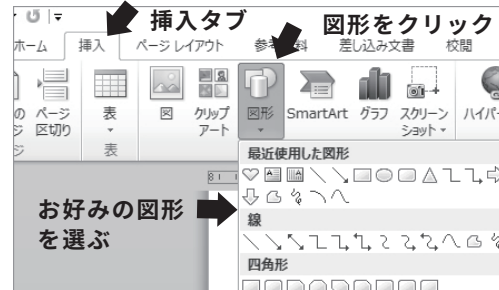 挿入タブ
図形をクリック
ホーム 挿入 ページ レイアウト 参考資料 差し込み文書 校閲
ページ区切り
表
図
クリップアート
図形
SmartArt
グラフ
スクリーンショット
ハイパー
表
最近使用した図形
線
四角形
お好みの図形
を選ぶ